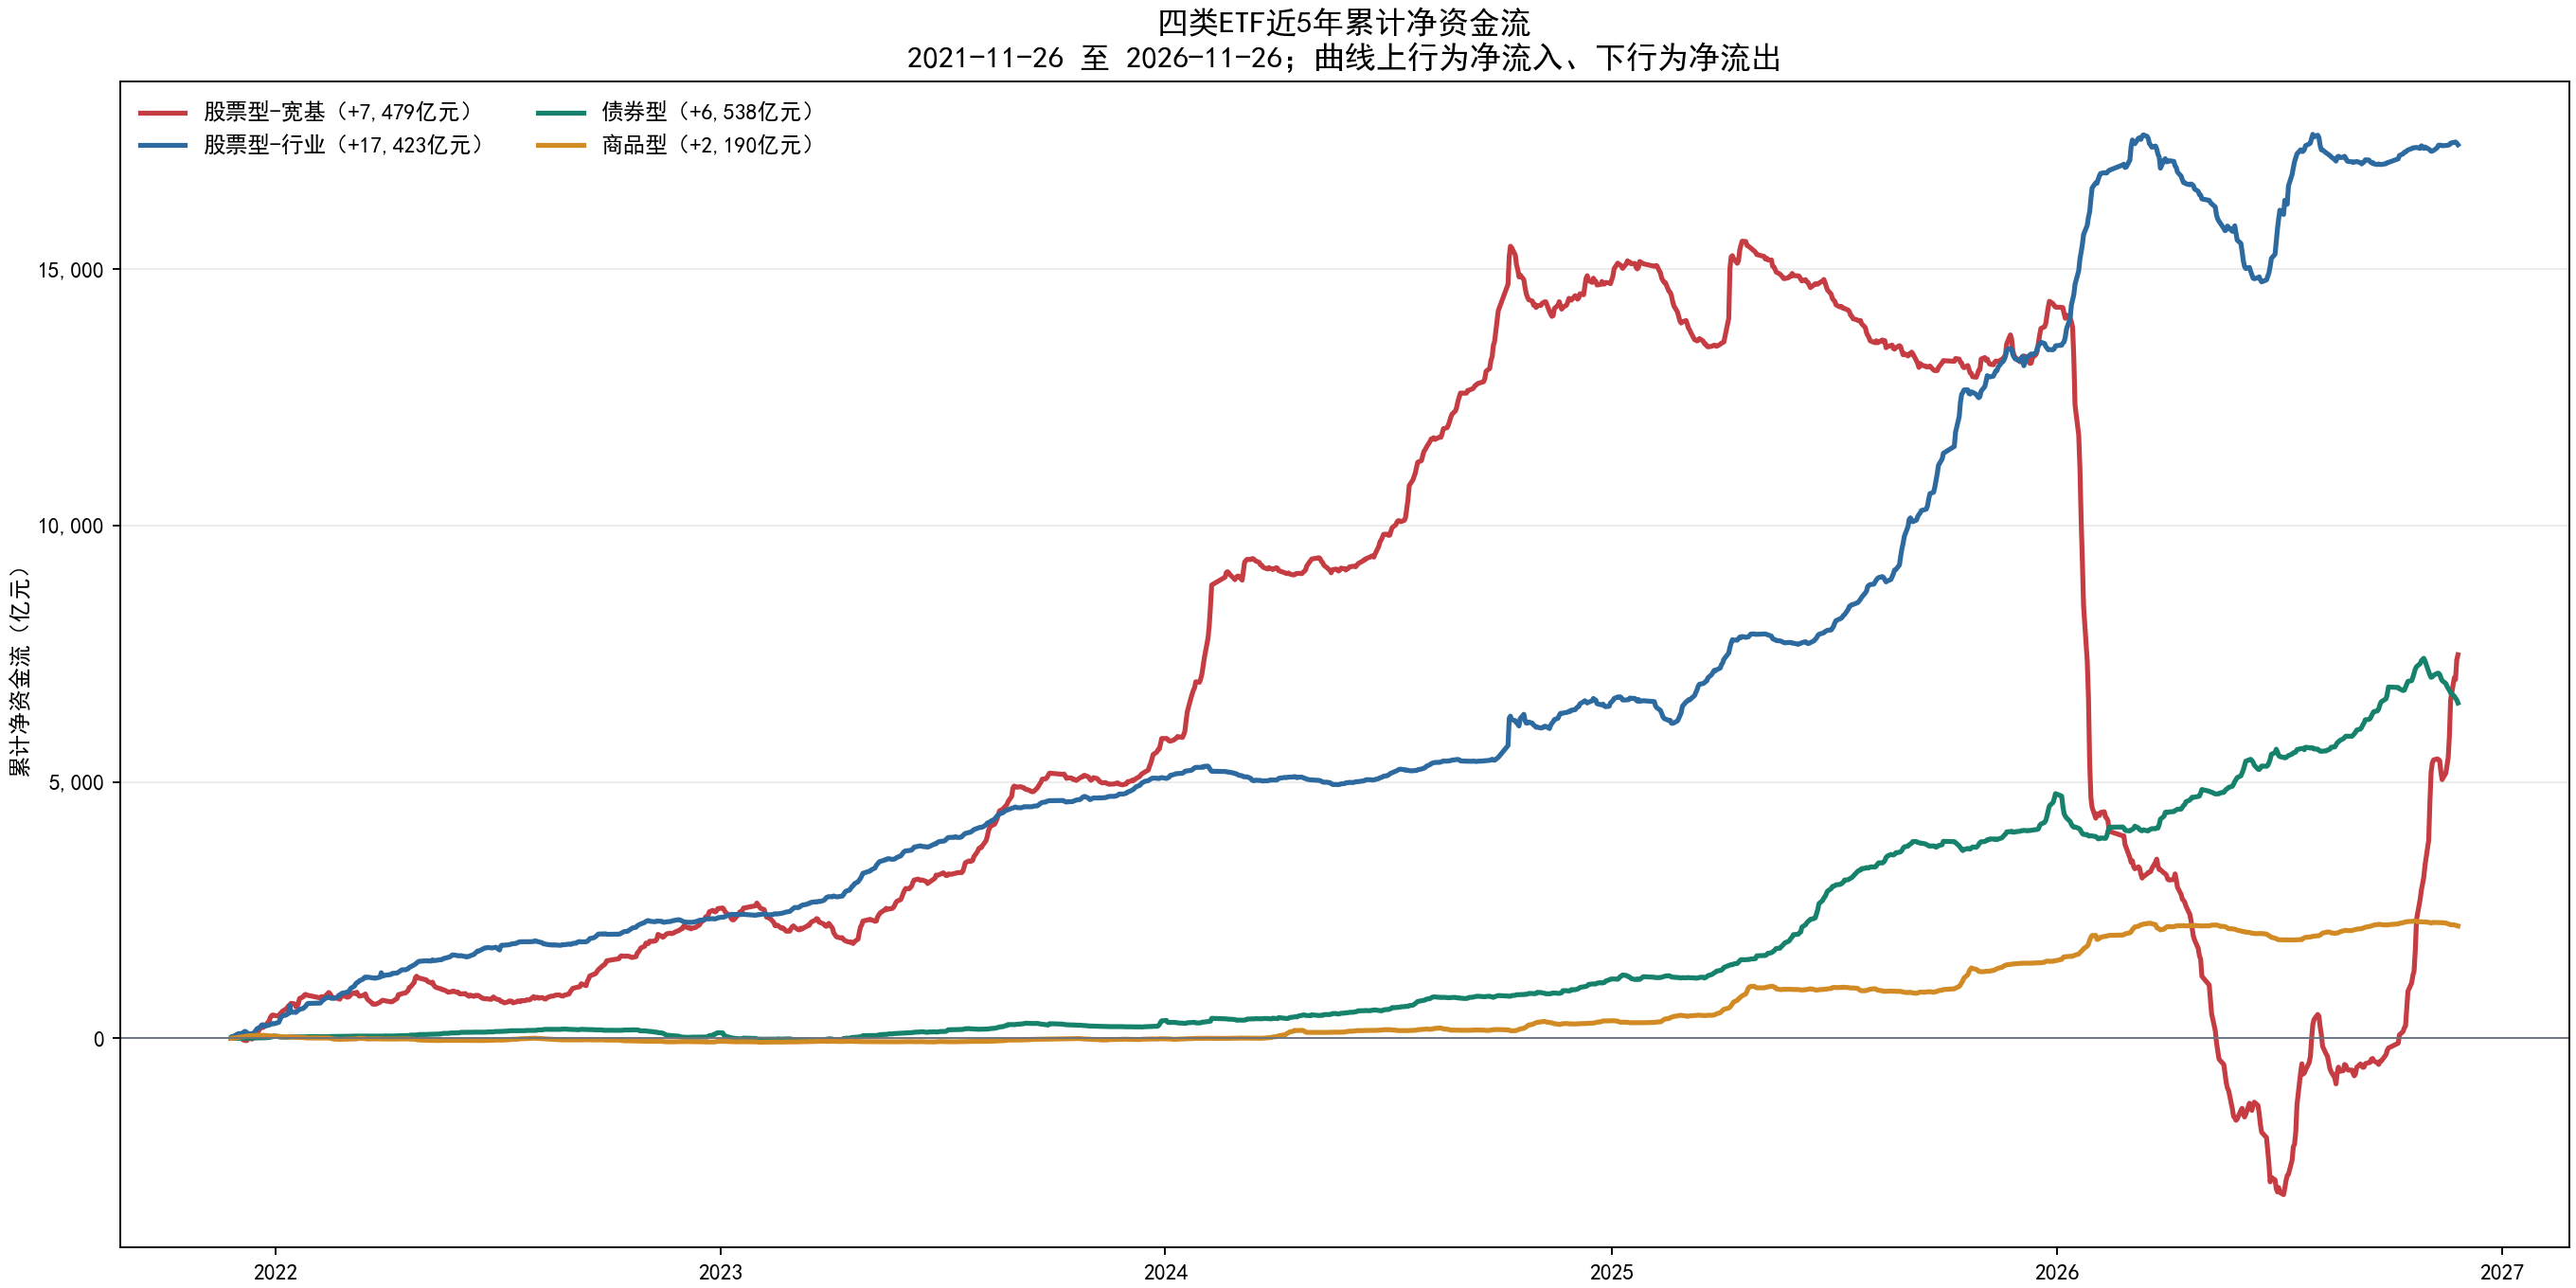 四类ETF近5年累计净资金流
2021-11-26 至 2026-11-26；曲线上行为净流入、下行为净流出
股票型-宽基（+7,479亿元）
股票型-行业（+17,423亿元）
债券型（+6,538亿元）
商品型（+2,190亿元）
累计净资金流（亿元）
15,000
10,000
5,000
0
2022
2023
2024
2025
2026
2027